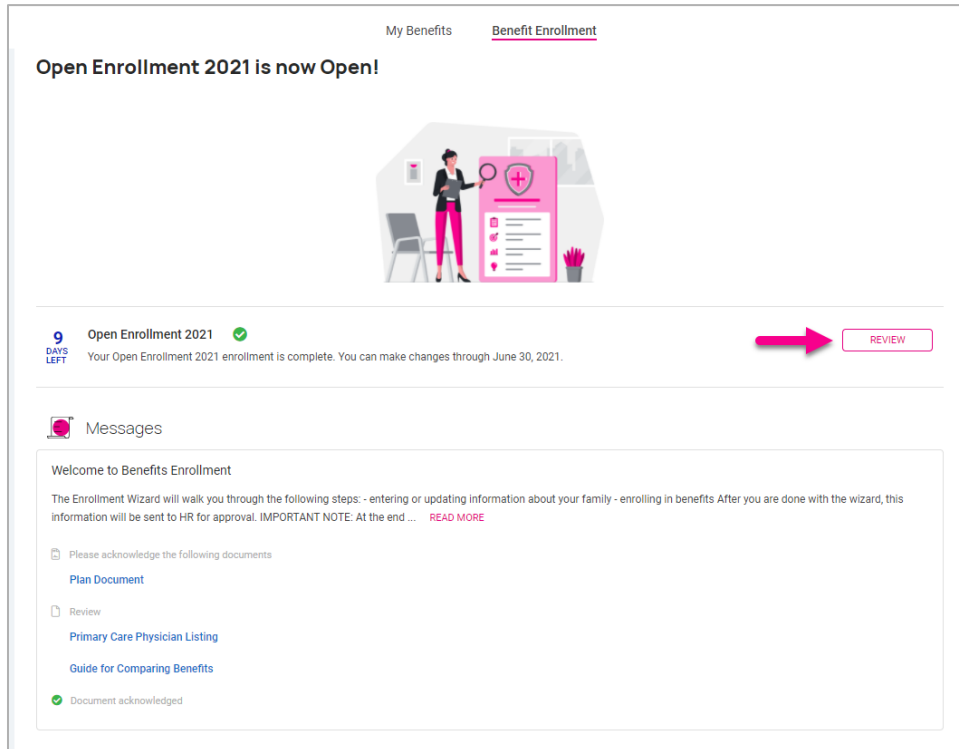 My Benefits Benefit Enrollment
Open Enrollment 2021 is now Open!
9
DAYS
LEFT
Open Enrollment 2021
Your Open Enrollment 2021 enrollment is complete. You can make changes through June 30, 2021.
REVIEW
Messages
Welcome to Benefits Enrollment
The Enrollment Wizard will walk you through the following steps: - entering or updating information about your family - enrolling in benefits After you are done with the wizard, this
information will be sent to HR for approval. IMPORTANT NOTE: At the end ... READ MORE
Please acknowledge the following documents
Plan Document
Review
Primary Care Physician Listing
Guide for Comparing Benefits
Document acknowledged